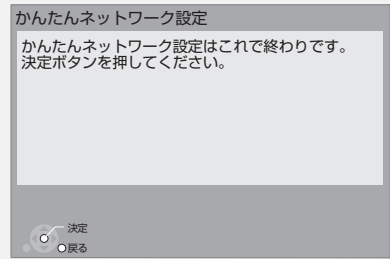 かんたんネットワーク設定
かんたんネットワーク設定はこれで終わりです。
決定ボタンを押してください。
決定
戻る